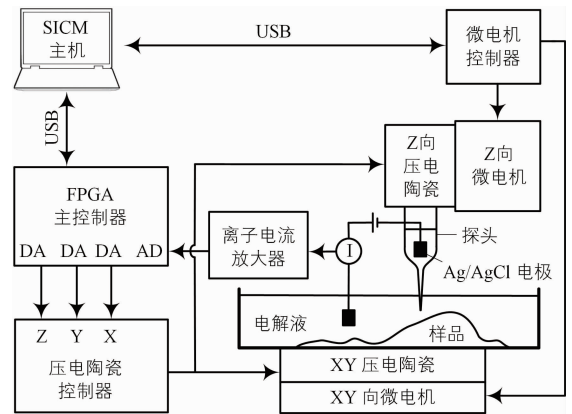 SICM
主机
USB
微电机
控制器
USB
Z向
压电
陶瓷
Z向
微电机
FPGA
主控制器
DA DA DA AD
离子电流
放大器
I
探头
Ag/AgCl 电极
Z Y X
压电陶瓷
控制器
电解液
样品
XY 压电陶瓷
XY 向微电机